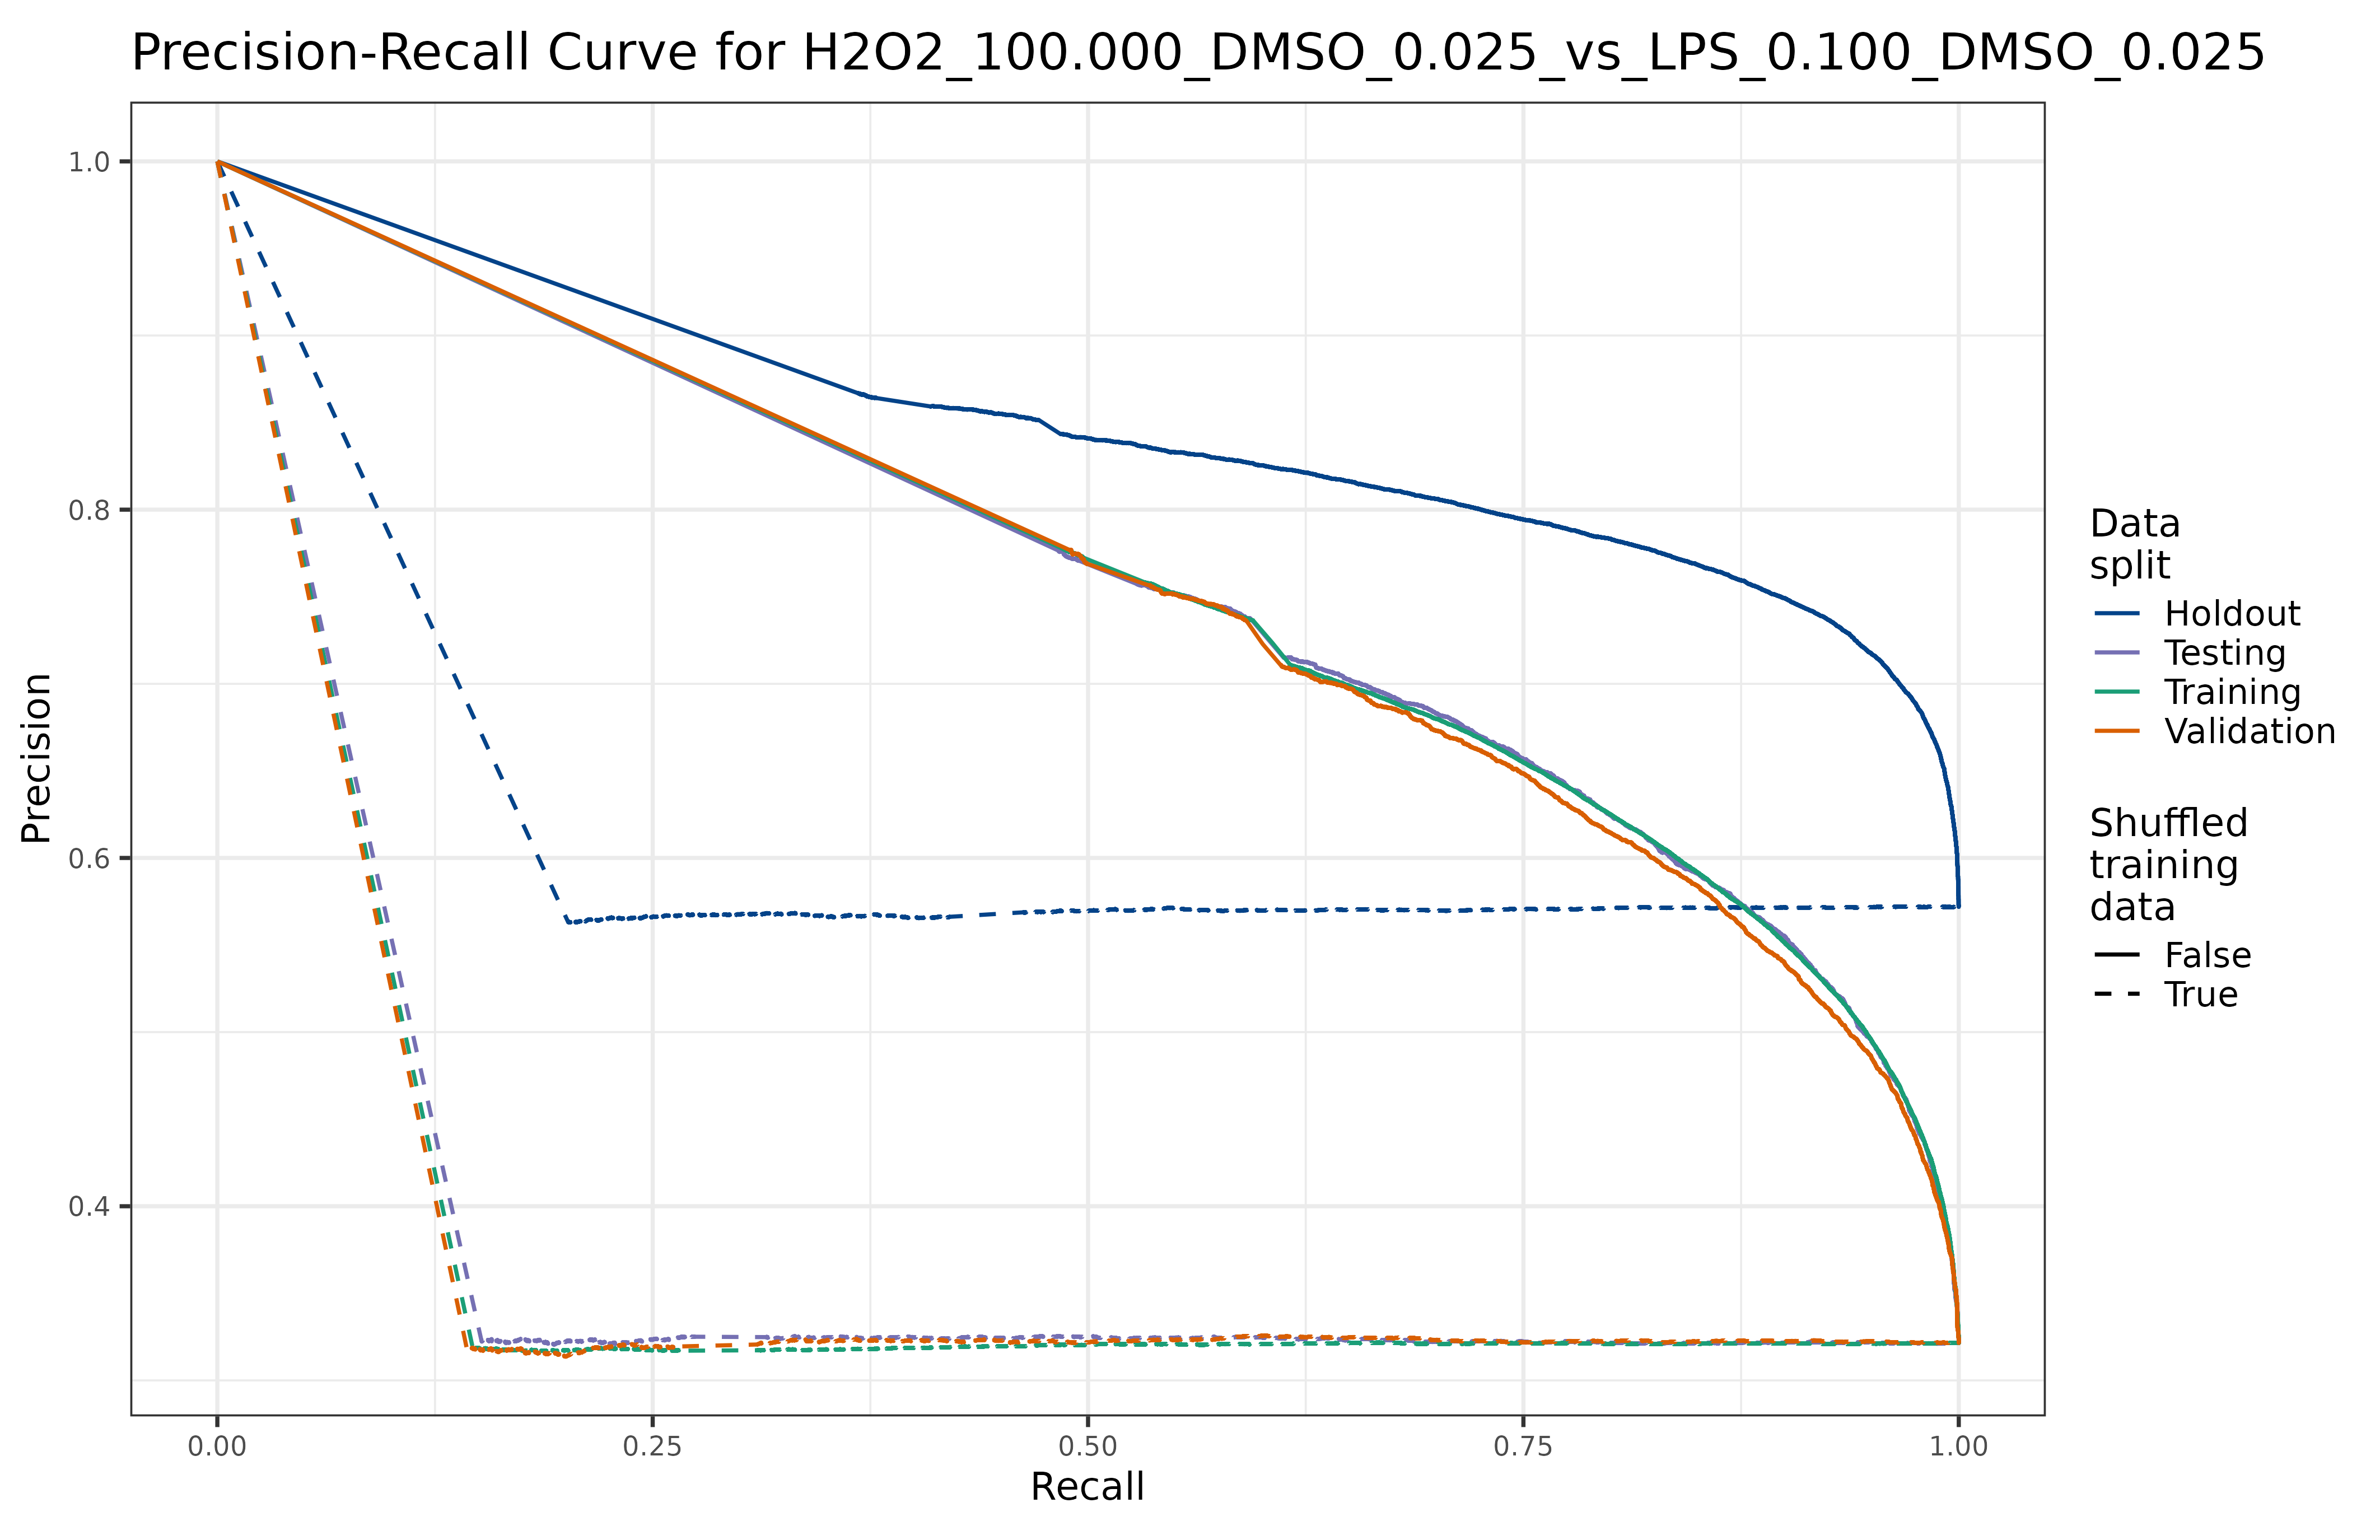 Precision-Recall Curve for H2O2_100.000_DMSO_0.025_vs_LPS_0.100_DMSO_0.025
1.0
0.8
0.6
0.4
Precision
0.00
0.25
0.50
0.75
1.00
Recall
Data
split
Holdout
Testing
Training
Validation
Shuffled
training
data
False
True